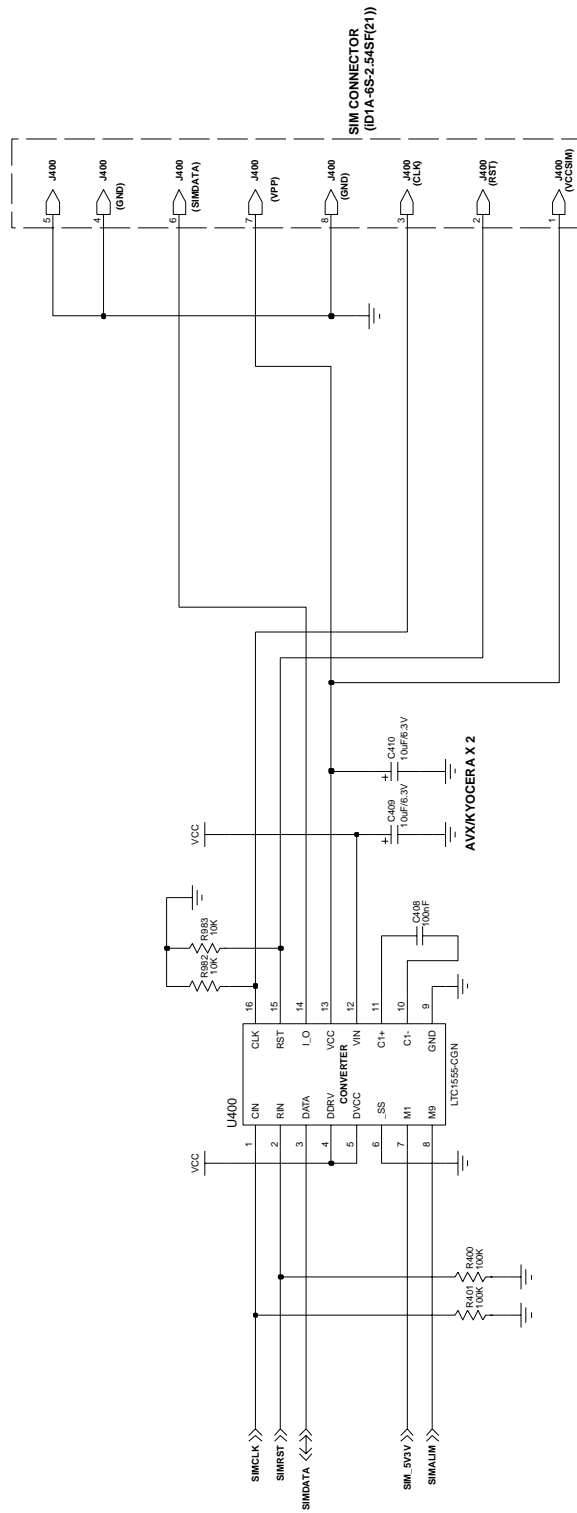 SIMCLK
SIMRST
SIMDATA
SIM_5V3V
SIMALIM
R401
100K
R400
100K
VCC
U400
1
2
3
4
5
6
7
8
CIN
RIN
DATA
DDRV
DVCC
_SS
M1
M9
CONVERTER
CLK
RST
I_O
VCC
VIN
C1+
C1-
GND
16
15
14
13
12
11
10
9
LTC1555-CGN
R982
10K
R983
10K
C408
100nF
VCC
+
C409
10uF/6.3V
+
C410
10uF/6.3V
AVX/KYOCERA X 2
5
J400
4
J400
(GND)
6
J400
(SIMDATA)
7
J400
(VPP)
8
J400
(GND)
3
J400
(CLK)
2
J400
(RST)
1
J400
(VCCSIM)
SIM CONNECTOR
(iD1A-6S-2.54SF(21))